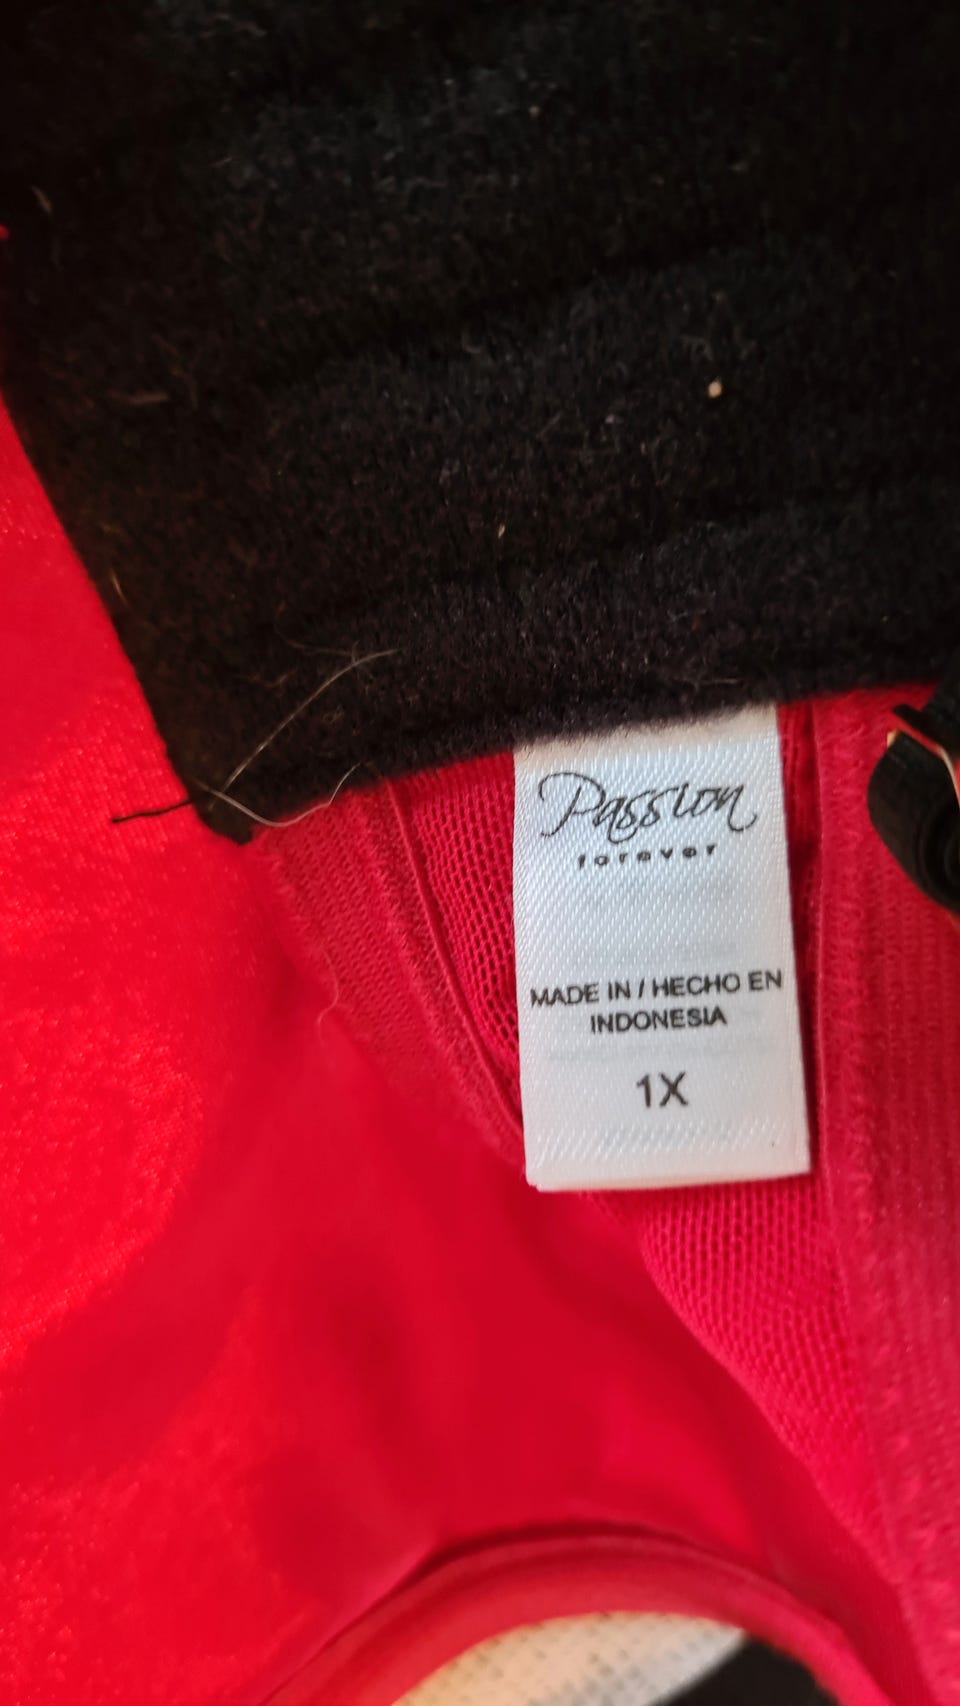 Passion
forever
MADE IN / HECHO EN
INDONESIA
1X